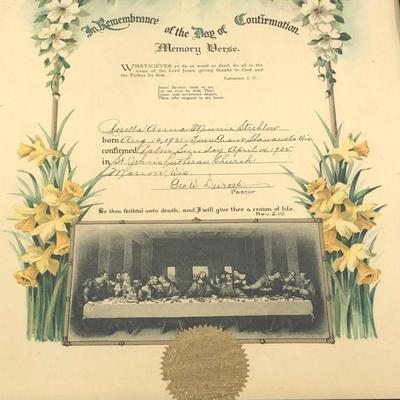 In Remembrance of the Day of Confirmation.
Memory Verse.
WHATSOEVER ye do in word or deed, do all in the
name of the Lord Jesus, giving thanks to God and
the Father by him.
Colossians 3, 17.
Jesus! Saviour come to me,
Let me ever be with Thee;
Come and nevermore depart,
Thou who reignest in my heart.
Rosella Anna Minnie Strehlow
born Aug 10, 1921 Town Grant Shawano Wis
confirmed Palm Sunday April 14, 1935
in St. Johns Lutheran Church
Marion, Wis.
Geo. W.
Pastor
Be thou faithful unto death, and I will give thee a crown of life.
Rev. 2.10